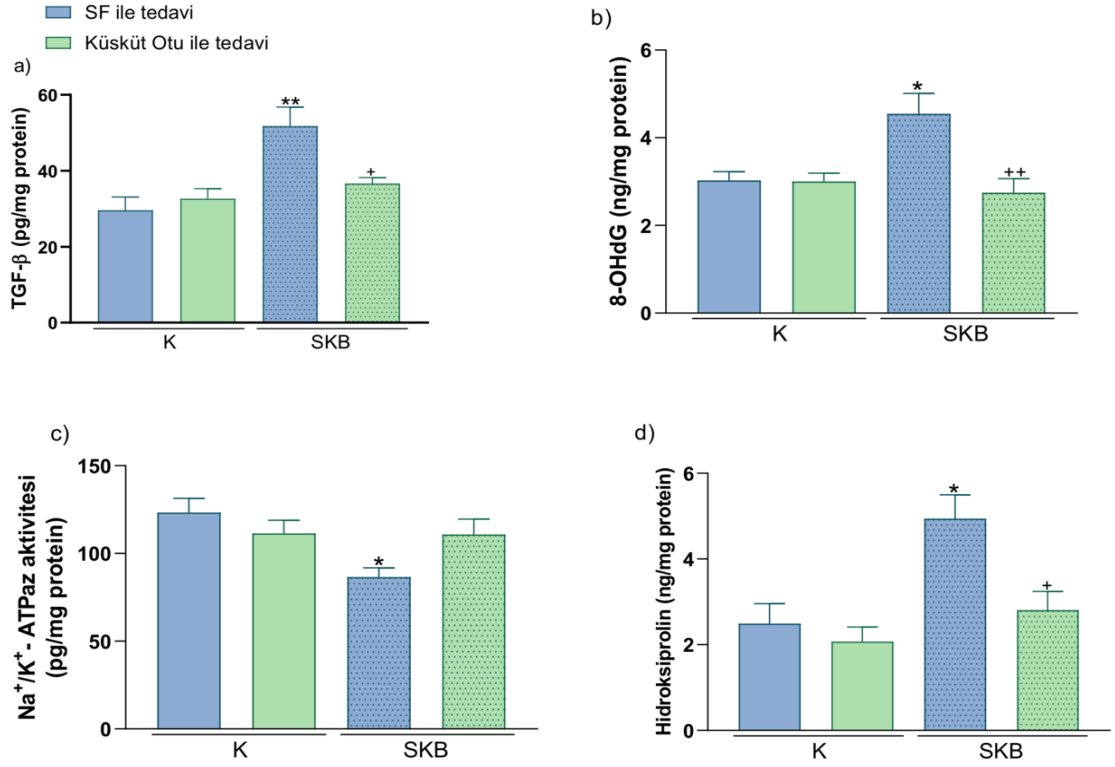 SF ile tedavi
Küsküt Otu ile tedavi
a)
TGF-β (pg/mg protein)
60
40
20
0
**
+
K
SKB
b)
8-OHdG (ng/mg protein)
6
4
2
0
*
++
K
SKB
c)
Na⁺/K⁺- ATPaz aktivitesi
(pg/mg protein)
150
100
50
0
*
K
SKB
d)
Hidroksiprolin (ng/mg protein)
6
4
2
0
*
+
K
SKB